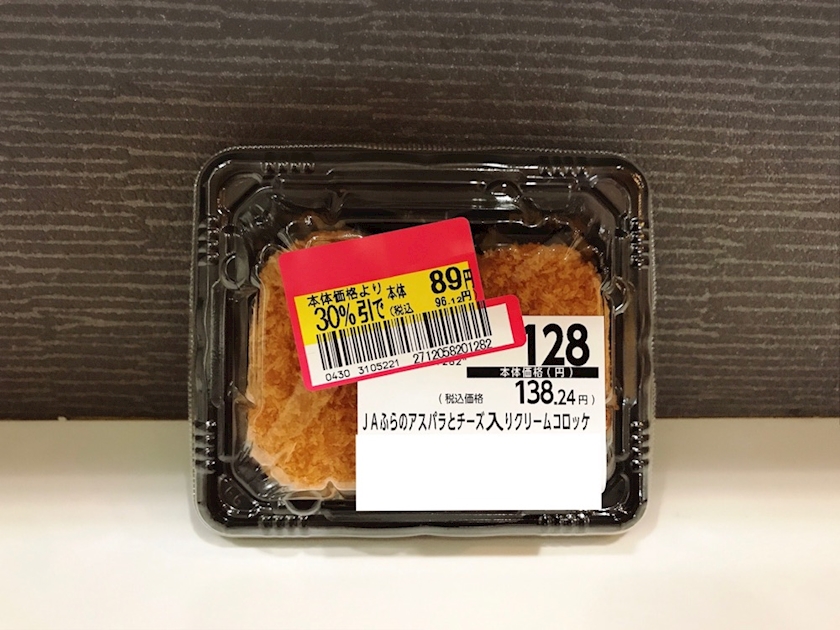 本体価格より 本体 89円
30%引で (税込 96.12円
0430 3105221 2712058201282
128
本体価格(円)
(税込価格 138.24円)
JAふらのアスパラとチーズ入りクリームコロッケ